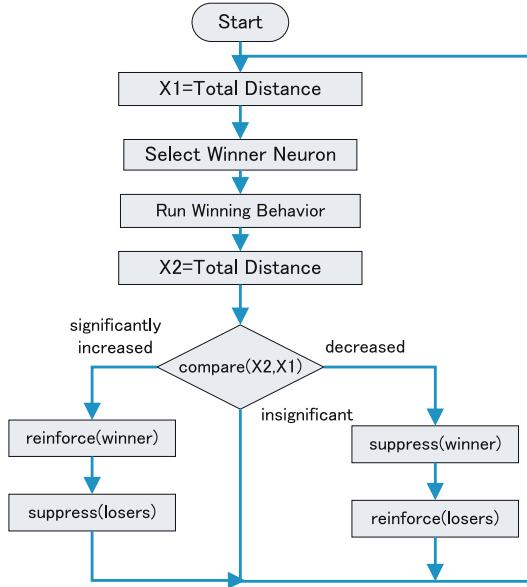 Start
X1=Total Distance
Select Winner Neuron
Run Winning Behavior
X2=Total Distance
significantly
increased
compare(X2,X1)
decreased
insignificant
reinforce(winner)
suppress(losers)
suppress(winner)
reinforce(losers)